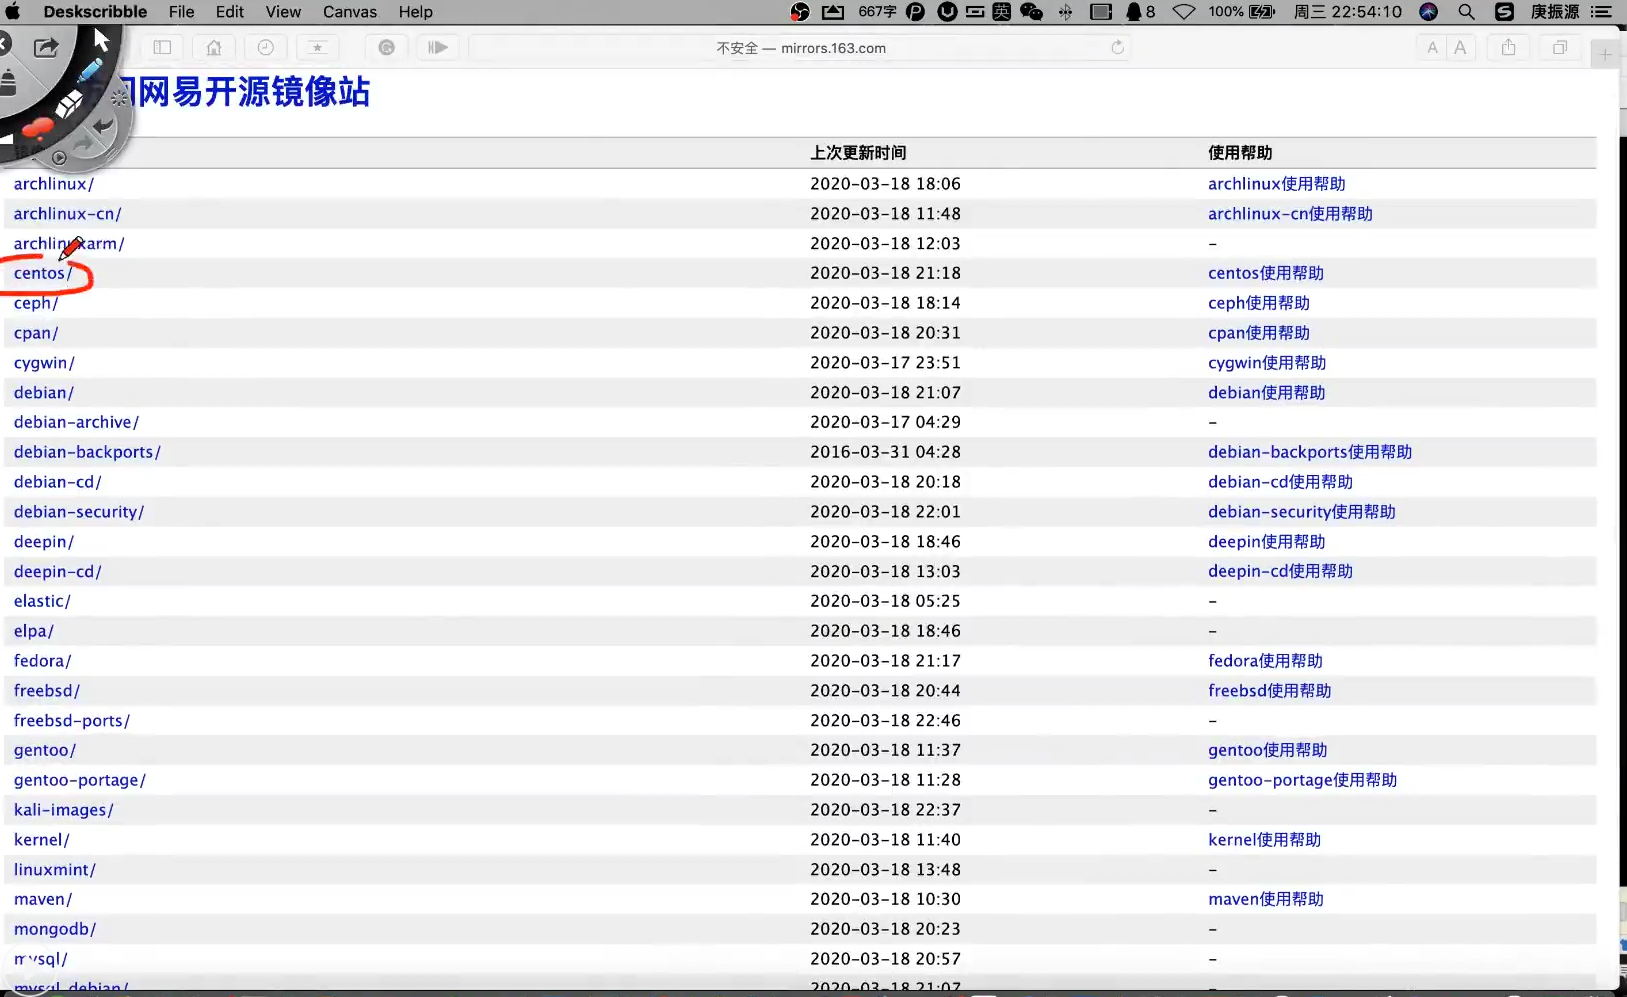 Deskscribble File Edit View Canvas Help 667字 英 8 100% 周三 22:54:10 庚振源
不安全 — mirrors.163.com A A
网易开源镜像站
上次更新时间 使用帮助
archlinux/ 2020-03-18 18:06 archlinux使用帮助
archlinux-cn/ 2020-03-18 11:48 archlinux-cn使用帮助
archlinuxarm/ 2020-03-18 12:03 –
centos/ 2020-03-18 21:18 centos使用帮助
ceph/ 2020-03-18 18:14 ceph使用帮助
cpan/ 2020-03-18 20:31 cpan使用帮助
cygwin/ 2020-03-17 23:51 cygwin使用帮助
debian/ 2020-03-18 21:07 debian使用帮助
debian-archive/ 2020-03-17 04:29 –
debian-backports/ 2016-03-31 04:28 debian-backports使用帮助
debian-cd/ 2020-03-18 20:18 debian-cd使用帮助
debian-security/ 2020-03-18 22:01 debian-security使用帮助
deepin/ 2020-03-18 18:46 deepin使用帮助
deepin-cd/ 2020-03-18 13:03 deepin-cd使用帮助
elastic/ 2020-03-18 05:25 –
elpa/ 2020-03-18 18:46 –
fedora/ 2020-03-18 21:17 fedora使用帮助
freebsd/ 2020-03-18 20:44 freebsd使用帮助
freebsd-ports/ 2020-03-18 22:46 –
gentoo/ 2020-03-18 11:37 gentoo使用帮助
gentoo-portage/ 2020-03-18 11:28 gentoo-portage使用帮助
kali-images/ 2020-03-18 22:37 –
kernel/ 2020-03-18 11:40 kernel使用帮助
linuxmint/ 2020-03-18 13:48 –
maven/ 2020-03-18 10:30 maven使用帮助
mongodb/ 2020-03-18 20:23 –
mysql/ 2020-03-18 20:57 –
mysql-debian/ 2020-03-18 21:07 –